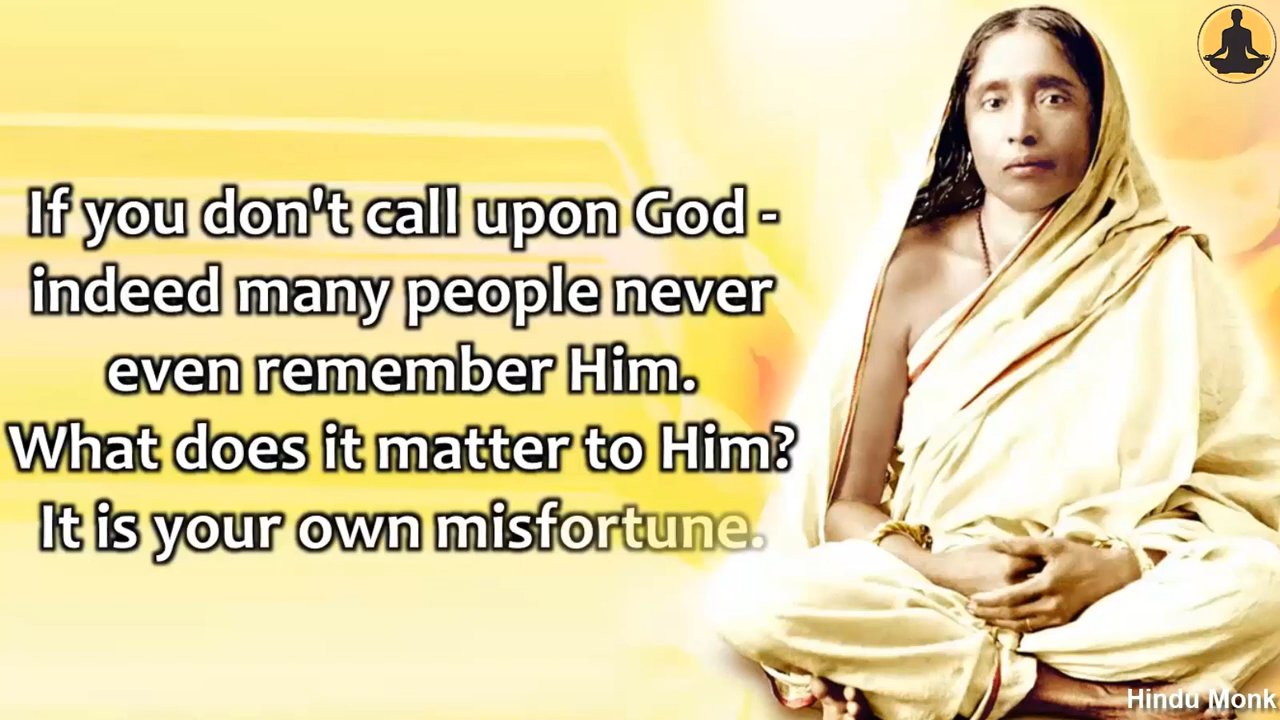 If you don't call upon God -
indeed many people never
even remember Him.
What does it matter to Him?
It is your own misfortune.
Hindu Monk